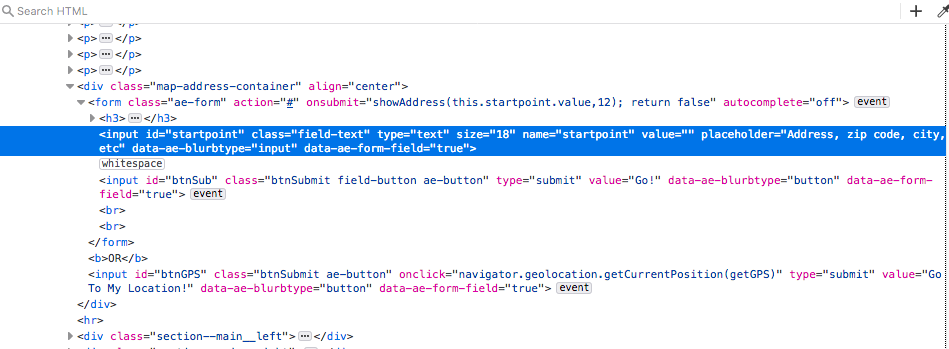 Search HTML
<p> ··· </p>
<p> ··· </p>
<p> ··· </p>
<p> ··· </p>
<div class="map-address-container" align="center">
<form class="ae-form" action="#" onsubmit="showAddress(this.startpoint.value,12); return false" autocomplete="off"> event
<h3> ··· </h3>
<input id="startpoint" class="field-text" type="text" size="18" name="startpoint" value="" placeholder="Address, zip code, city,
etc" data-ae-blurbtype="input" data-ae-form-field="true">
whitespace
<input id="btnSub" class="btnSubmit field-button ae-button" type="submit" value="Go!" data-ae-blurbtype="button" data-ae-form-
field="true"> event
<br>
<br>
</form>
<b>OR</b>
<input id="btnGPS" class="btnSubmit ae-button" onclick="navigator.geolocation.getCurrentPosition(getGPS)" type="submit" value="Go
To My Location!" data-ae-blurbtype="button" data-ae-form-field="true"> event
</div>
<hr>
<div class="section--main__left"> ··· </div>